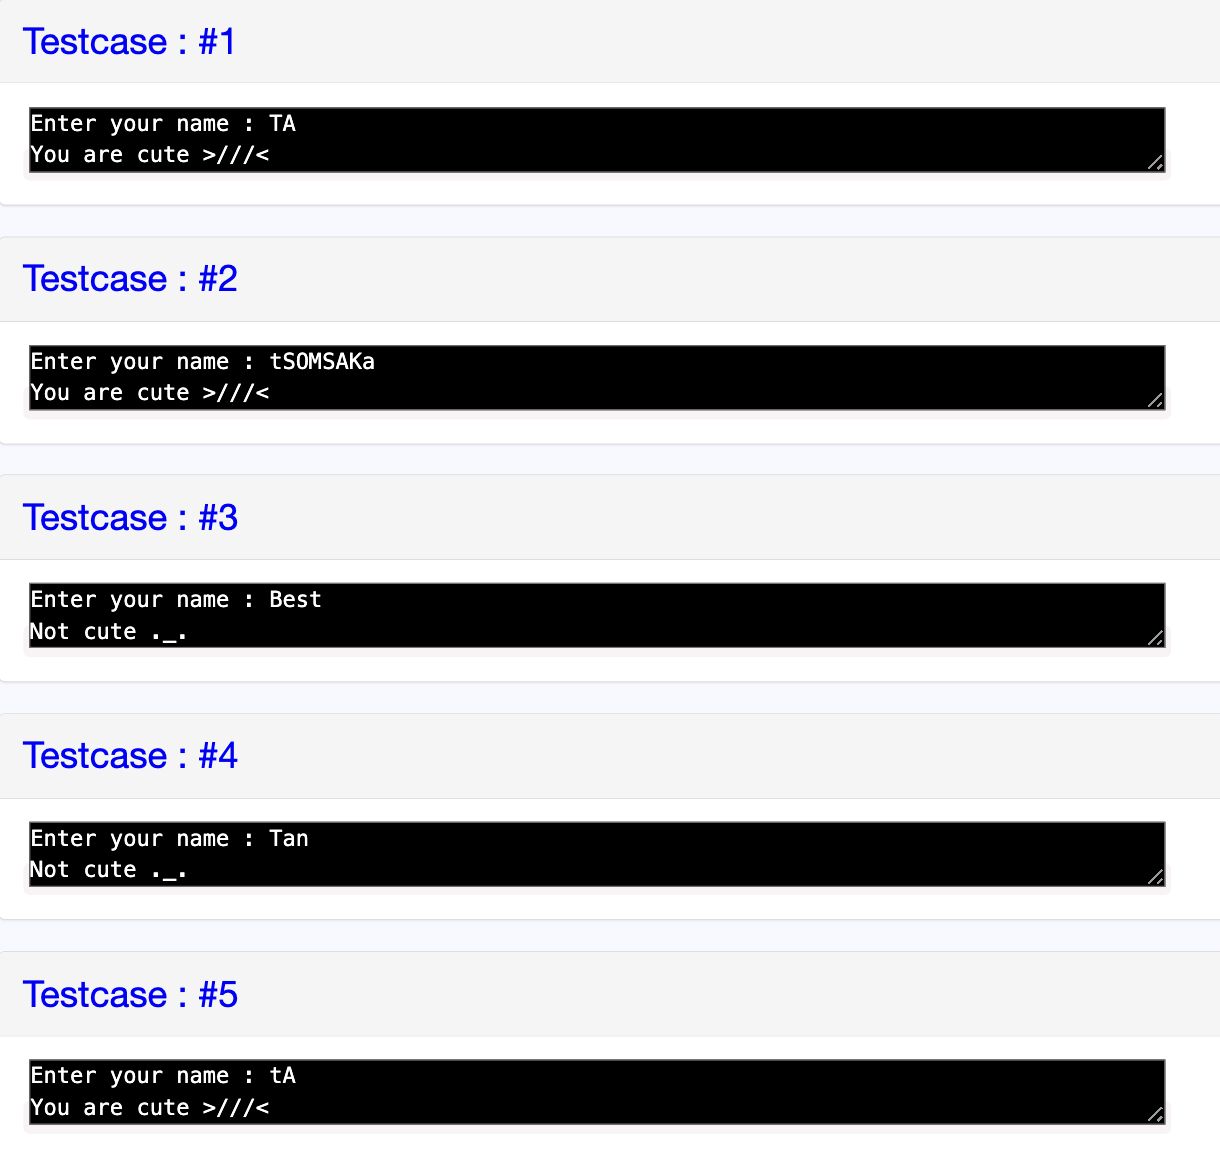 Testcase : #1
Enter your name : TA
You are cute >///<
Testcase : #2
Enter your name : tSOMSAKa
You are cute >///<
Testcase : #3
Enter your name : Best
Not cute ._.
Testcase : #4
Enter your name : Tan
Not cute ._.
Testcase : #5
Enter your name : tA
You are cute >///<